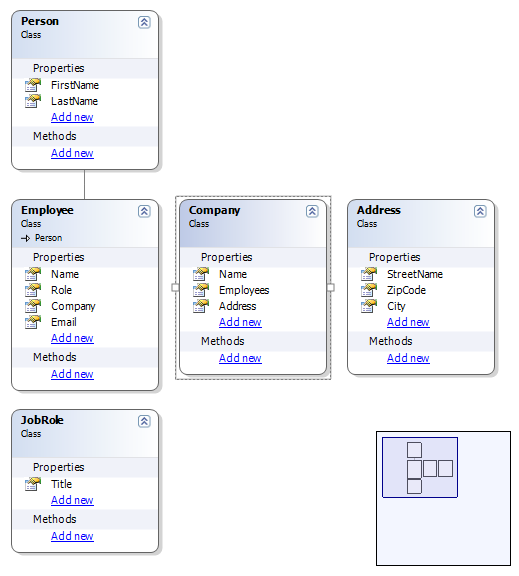 Person
Class
Properties
FirstName
LastName
Add new
Methods
Add new
Employee
Class
Person
Properties
Name
Role
Company
Email
Add new
Methods
Add new
Company
Class
Properties
Name
Employees
Address
Add new
Methods
Add new
Address
Class
Properties
StreetName
ZipCode
City
Add new
Methods
Add new
JobRole
Class
Properties
Title
Add new
Methods
Add new